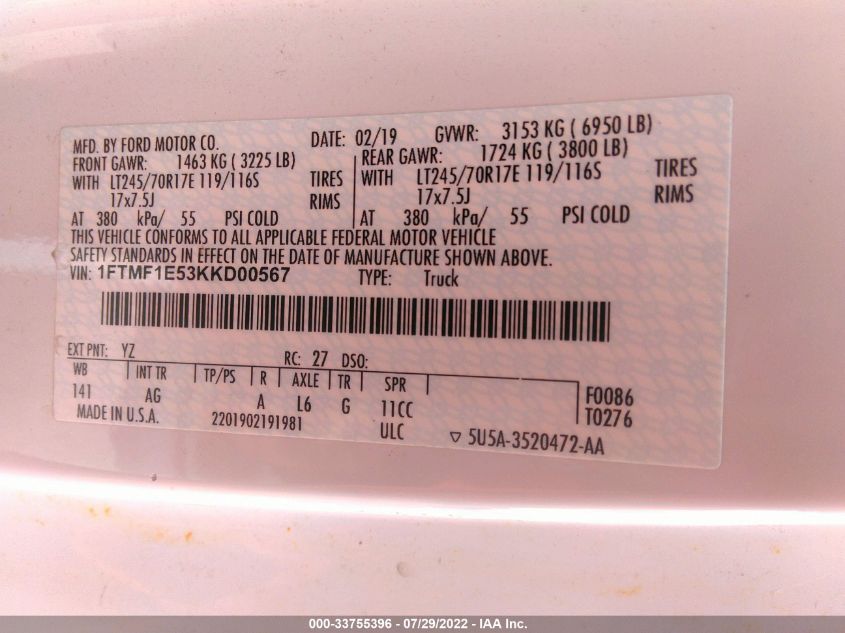 MFD. BY FORD MOTOR CO. DATE: 02/19 GVWR: 3153 KG ( 6950 LB)
FRONT GAWR: 1463 KG ( 3225 LB) REAR GAWR: 1724 KG ( 3800 LB)
WITH LT245/70R17E 119/116S TIRES WITH LT245/70R17E 119/116S TIRES
17x7.5J RIMS 17x7.5J RIMS
AT 380 kPa/ 55 PSI COLD AT 380 kPa/ 55 PSI COLD
THIS VEHICLE CONFORMS TO ALL APPLICABLE FEDERAL MOTOR VEHICLE
SAFETY STANDARDS IN EFFECT ON THE DATE OF MANUFACTURE SHOWN ABOVE.
VIN: 1FTMF1E53KKD00567 TYPE: Truck
EXT PNT: YZ RC: 27 DSO:
WB INT TR TP/PS R AXLE TR SPR
141 AG A L6 G 11CC F0086
MADE IN U.S.A. 2201902191981 ULC T0276
▽ 5U5A-3520472-AA
000-33755396 - 07/29/2022 - IAA Inc.